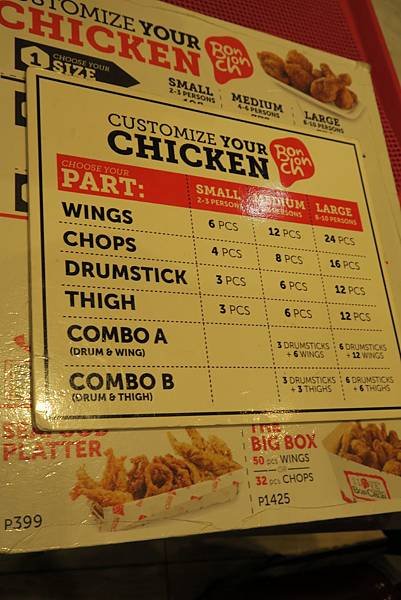 CUSTOMIZE YOUR
CHICKEN
BonChon
1 CHOOSE YOUR
SIZE
SMALL
2-3 PERSONS
MEDIUM
4-6 PERSONS
LARGE
8-10 PERSONS
CUSTOMIZE YOUR
CHICKEN
BonChon
CHOOSE YOUR
PART:
SMALL
2-3 PERSONS
MEDIUM
PERSONS
LARGE
8-10 PERSONS
WINGS 6 PCS 12 PCS 24 PCS
CHOPS 4 PCS 8 PCS 16 PCS
DRUMSTICK 3 PCS 6 PCS 12 PCS
THIGH 3 PCS 6 PCS 12 PCS
COMBO A
(DRUM & WING)
3 DRUMSTICKS
+ 6 WINGS
6 DRUMSTICKS
+ 12 WINGS
COMBO B
(DRUM & THIGH)
3 DRUMSTICKS
+ 3 THIGHS
6 DRUMSTICKS
+ 6 THIGHS
PLATTER
P399
THE
BIG BOX
50 pcs WINGS
OR
32 pcs CHOPS
P1425